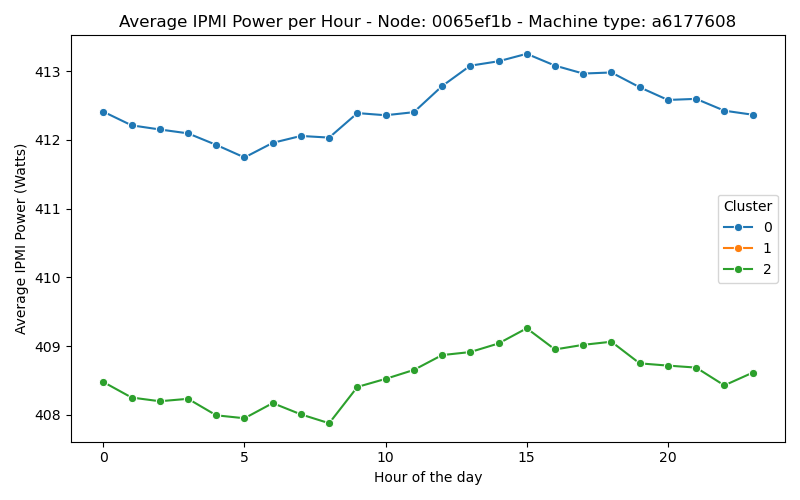 Average IPMI Power per Hour - Node: 0065ef1b - Machine type: a6177608
Average IPMI Power (Watts)
413
412
411
410
409
408
Cluster
0
1
2
0 5 10 15 20
Hour of the day